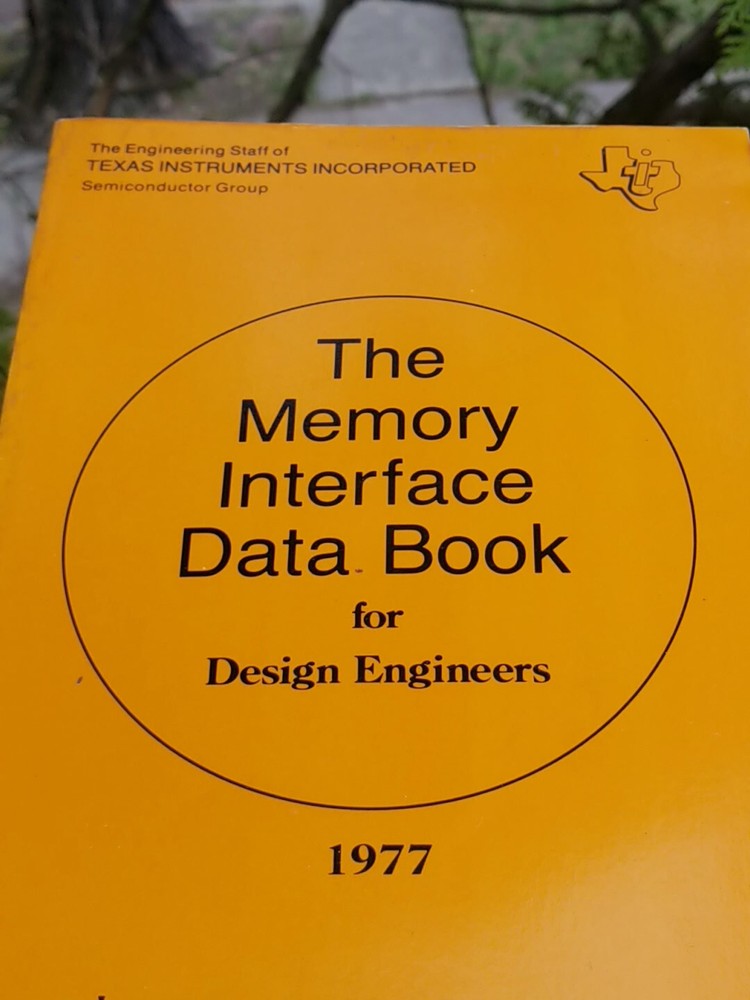 The Engineering Staff of
TEXAS INSTRUMENTS INCORPORATED
Semiconductor Group
The
Memory
Interface
Data Book
for
Design Engineers
1977